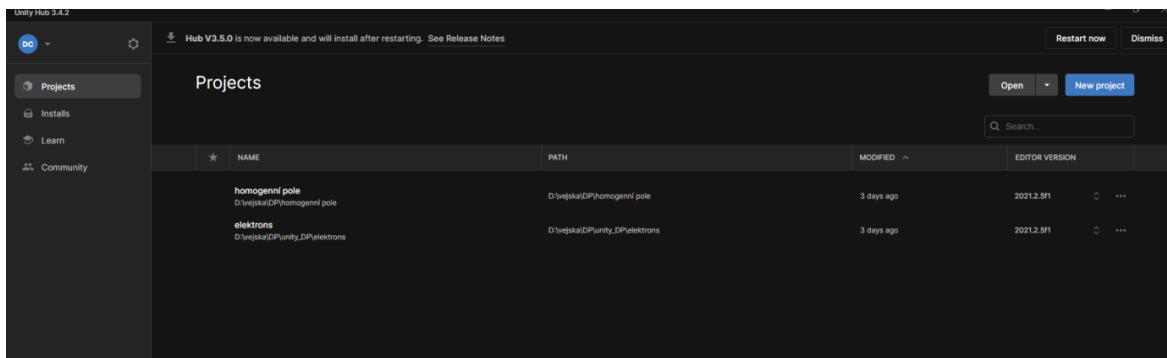 Unity Hub 3.4.2
DC
Hub V3.5.0 is now available and will install after restarting. See Release Notes
Restart now
Dismiss
Projects
Installs
Learn
Community
Projects
Open
New project
Search...
NAME PATH MODIFIED EDITOR VERSION
homogenní pole
D:\vejska\DP\homogenní pole D:\vejska\DP\homogenní pole 3 days ago 2021.2.5f1
elektrons
D:\vejska\DP\unity_DP\elektrons D:\vejska\DP\unity_DP\elektrons 3 days ago 2021.2.5f1